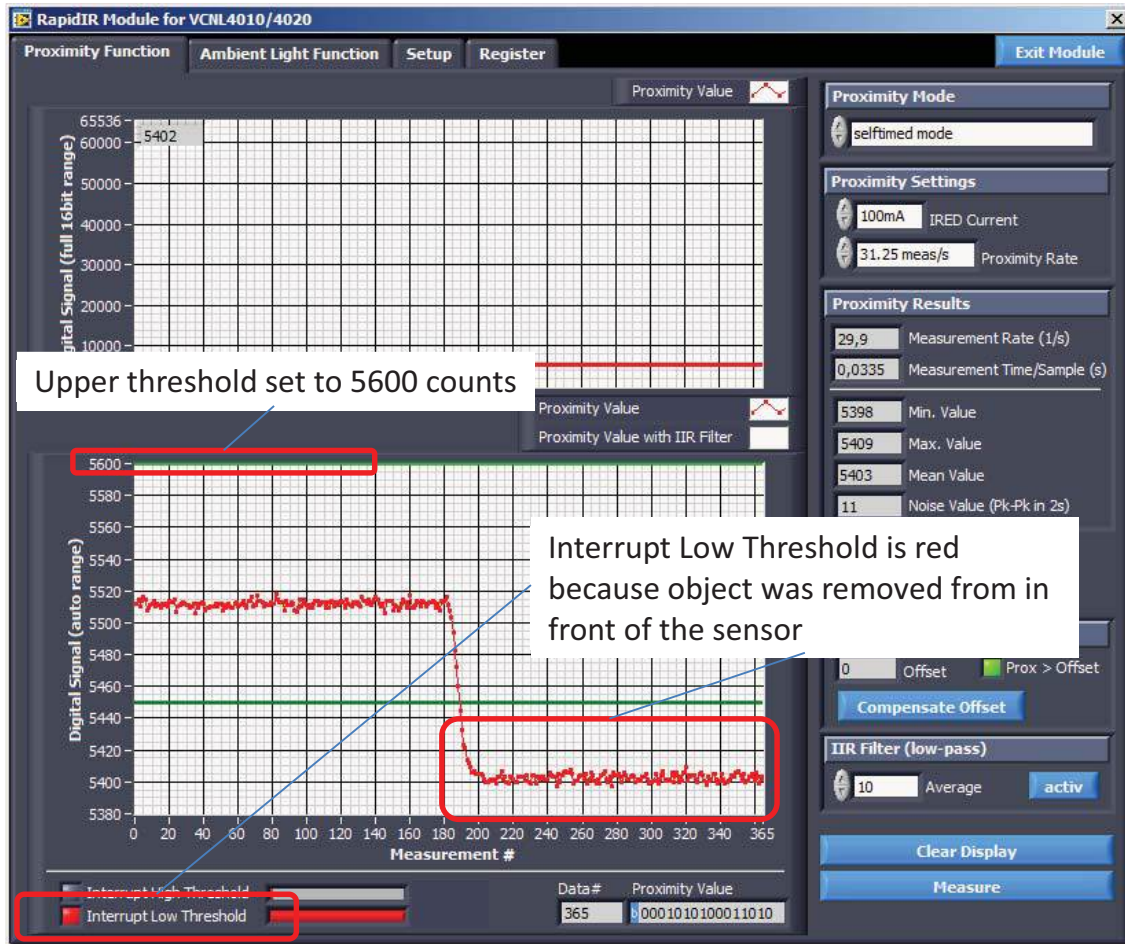 RapidIR Module for VCNL4010/4020
Proximity Function
Ambient Light Function
Setup
Register
Exit Module
Proximity Value
65536
60000
50000
40000
30000
20000
10000
5402
Digital Signal (full 16bit range)
Upper threshold set to 5600 counts
Proximity Value
Proximity Value with IIR Filter
5600
5580
5560
5540
5520
5500
5480
5460
5440
5420
5400
5380
Digital Signal (auto range)
0 20 40 60 80 100 120 140 160 180 200 220 240 260 280 300 320 340 365
Measurement #
Interrupt Low Threshold is red
because object was removed from in
front of the sensor
Interrupt High Threshold
Interrupt Low Threshold
Data#
365
Proximity Value
b 0001010100011010
Proximity Mode
selftimed mode
Proximity Settings
100mA IRED Current
31.25 meas/s Proximity Rate
Proximity Results
29,9 Measurement Rate (1/s)
0,0335 Measurement Time/Sample (s)
5398 Min. Value
5409 Max. Value
5403 Mean Value
11 Noise Value (Pk-Pk in 2s)
0 Offset
Prox > Offset
Compensate Offset
IIR Filter (low-pass)
10 Average
activ
Clear Display
Measure